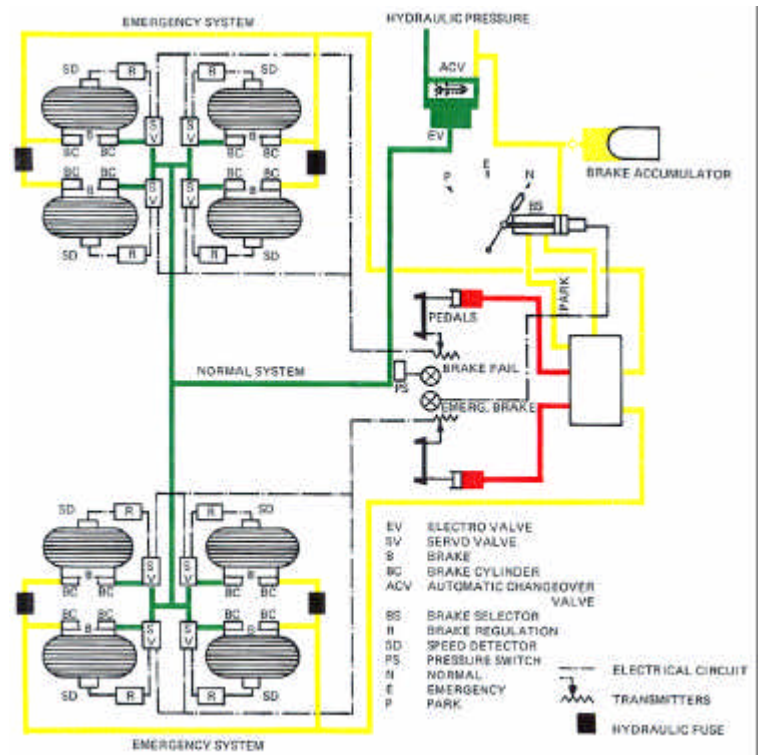 EMERGENCY SYSTEM
HYDRAULIC PRESSURE
SD R R SD
ACV
SV SV
EV
B B
BC BC BC BC
BC BC BC BC
BRAKE ACCUMULATOR
P E N
B B
SV SV
BS
SD R R SD
PARK
PEDALS
NORMAL SYSTEM
PS
BRAKE FAIL
EMERG. BRAKE
SD R R SD
SV SV
B B
BC BC BC BC
BC BC BC BC
B B
SV SV
SD R R SD
EV ELECTRO VALVE
SV SERVO VALVE
B BRAKE
BC BRAKE CYLINDER
ACV AUTOMATIC CHANGEOVER
VALVE
BS BRAKE SELECTOR
R BRAKE REGULATION
SD SPEED DETECTOR
PS PRESSURE SWITCH
N NORMAL
E EMERGENCY
P PARK
ELECTRICAL CIRCUIT
TRANSMITTERS
HYDRAULIC FUSE
EMERGENCY SYSTEM